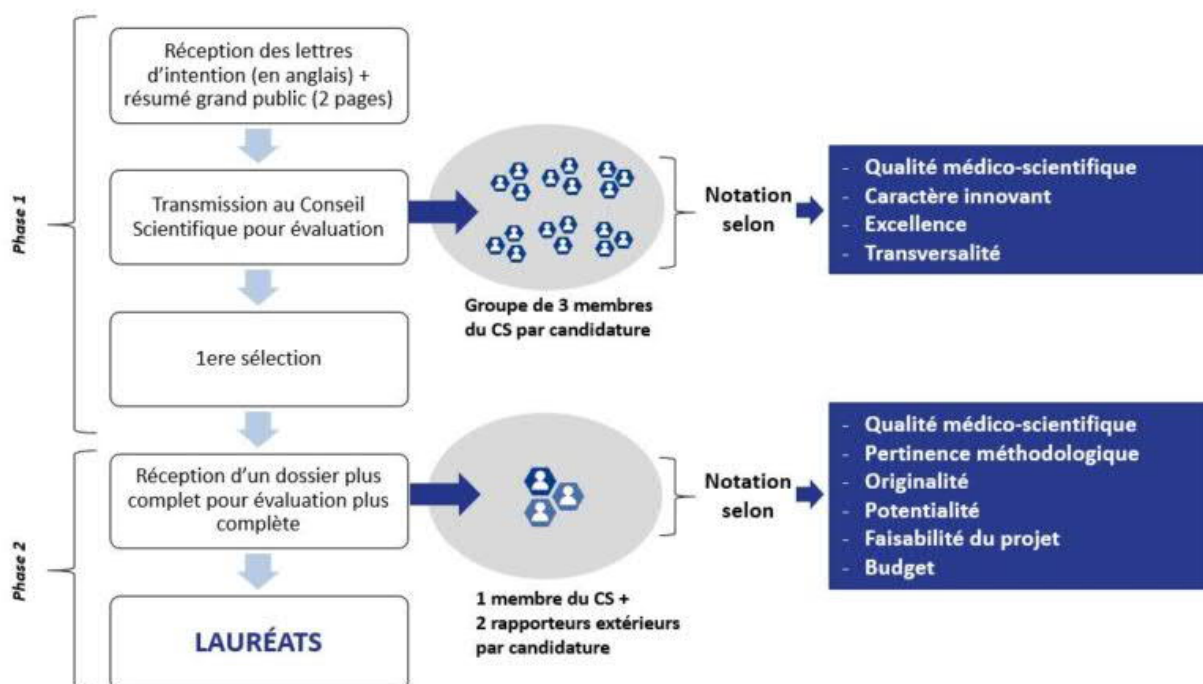 Phase 1
Réception des lettres
d'intention (en anglais) +
résumé grand public (2 pages)
Transmission au Conseil
Scientifique pour évaluation
Groupe de 3 membres
du CS par candidature
Notation
selon
- Qualité médico-scientifique
- Caractère innovant
- Excellence
- Transversalité
1ere sélection
Phase 2
Réception d'un dossier plus
complet pour évaluation plus
complète
1 membre du CS +
2 rapporteurs extérieurs
par candidature
Notation
selon
- Qualité médico-scientifique
- Pertinence méthodologique
- Originalité
- Potentialité
- Faisabilité du projet
- Budget
LAURÉATS